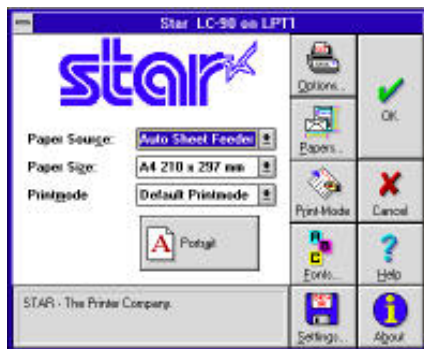 Star LC-90 on LPT1
star
Options...
OK
Paper Source:
Auto Sheet Feeder
Papers...
Paper Size:
A4 210 x 297 mm
Printmode
Default Printmode
Print-Mode
Cancel
A
Portrait
A
B
C
Fonts...
?
Help
STAR - The Printer Company.
Settings...
i
About